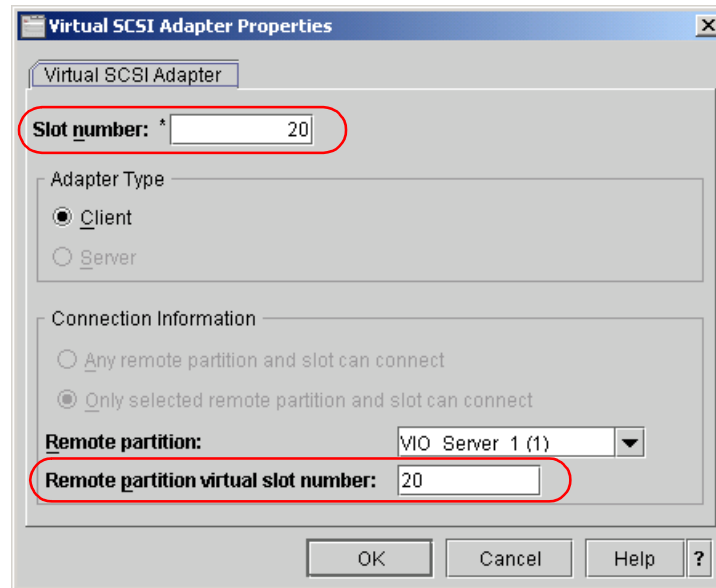 Virtual SCSI Adapter Properties
Virtual SCSI Adapter
Slot number: * 20
Adapter Type
Client
Server
Connection Information
Any remote partition and slot can connect
Only selected remote partition and slot can connect
Remote partition: VIO_Server_1 (1)
Remote partition virtual slot number: 20
OK Cancel Help ?